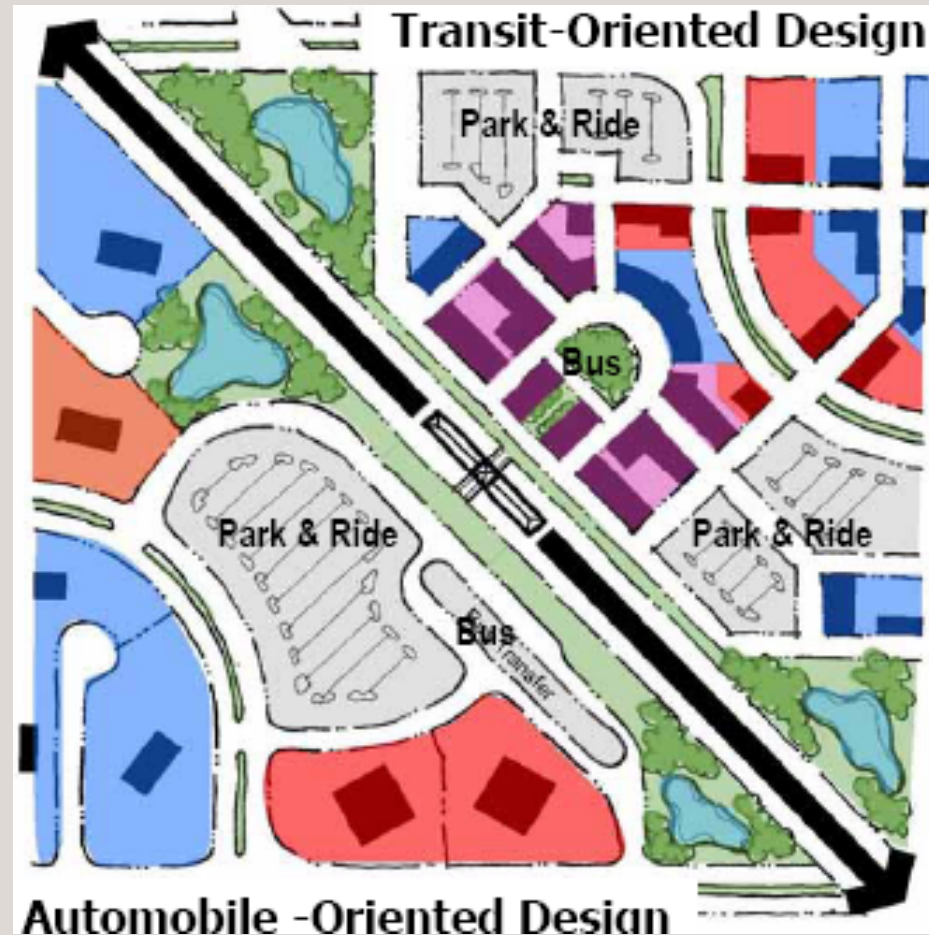 Transit-Oriented Design
Park & Ride
Bus
Park & Ride
Park & Ride
Bus
Transfer
Automobile -Oriented Design